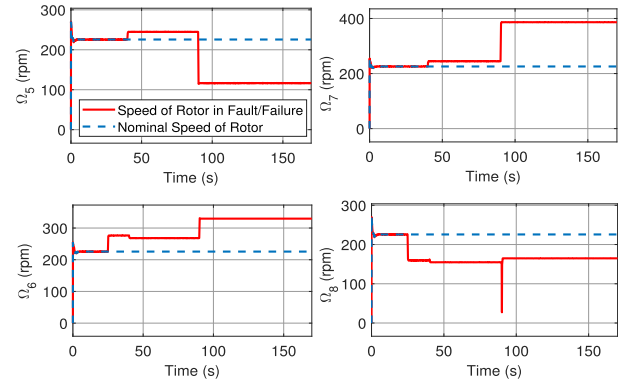 300
200
100
0
Ω5 (rpm)
Speed of Rotor in Fault/Failure
Nominal Speed of Rotor
0 50 100 150
Time (s)
400
200
0
Ω7 (rpm)
0 50 100 150
Time (s)
300
200
100
0
Ω6 (rpm)
0 50 100 150
Time (s)
300
200
100
0
Ω8 (rpm)
0 50 100 150
Time (s)